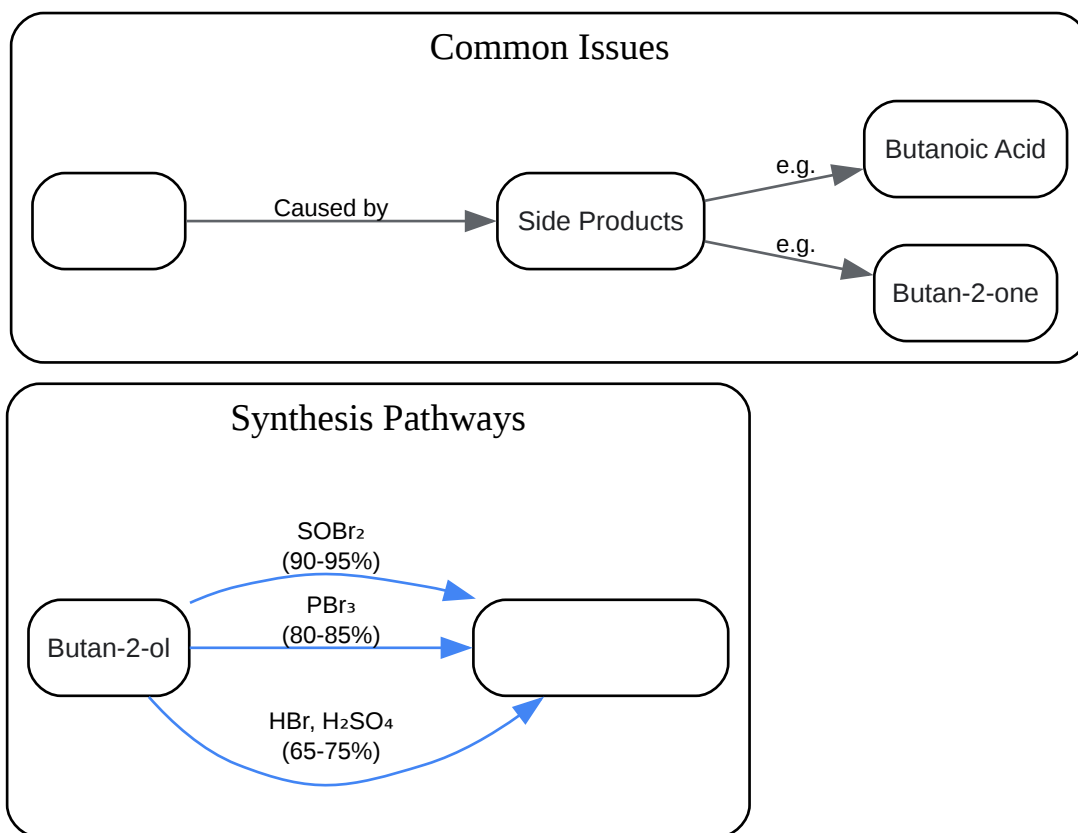 Common Issues
Butanoic Acid
e.g.
Caused by
Side Products
e.g.
Butan-2-one
Synthesis Pathways
SOBr₂
(90-95%)
PBr₃
(80-85%)
Butan-2-ol
HBr, H₂SO₄
(65-75%)